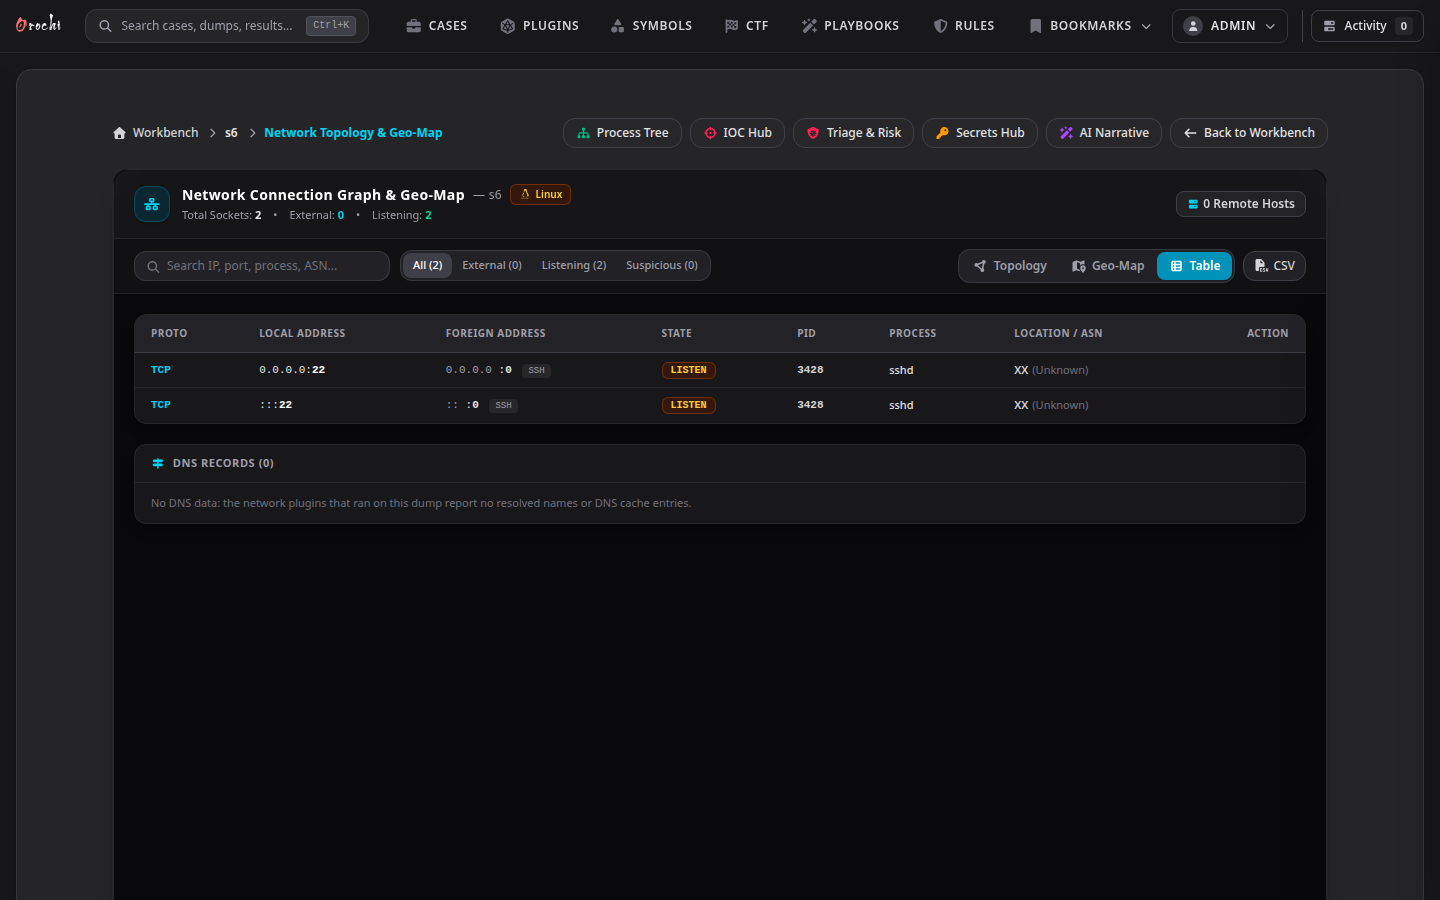 Orochi
Search cases, dumps, results... Ctrl+K
CASES
PLUGINS
SYMBOLS
CTF
PLAYBOOKS
RULES
BOOKMARKS
ADMIN
Activity 0
Workbench > s6 > Network Topology & Geo-Map
Process Tree
IOC Hub
Triage & Risk
Secrets Hub
AI Narrative
Back to Workbench
Network Connection Graph & Geo-Map — s6 Linux
Total Sockets: 2 • External: 0 • Listening: 2
0 Remote Hosts
Search IP, port, process, ASN...
All (2) External (0) Listening (2) Suspicious (0)
Topology Geo-Map Table CSV
PROTO LOCAL ADDRESS FOREIGN ADDRESS STATE PID PROCESS LOCATION / ASN ACTION
TCP 0.0.0.0:22 0.0.0.0 :0 SSH LISTEN 3428 sshd XX (Unknown)
TCP :::22 :: :0 SSH LISTEN 3428 sshd XX (Unknown)
DNS RECORDS (0)
No DNS data: the network plugins that ran on this dump report no resolved names or DNS cache entries.